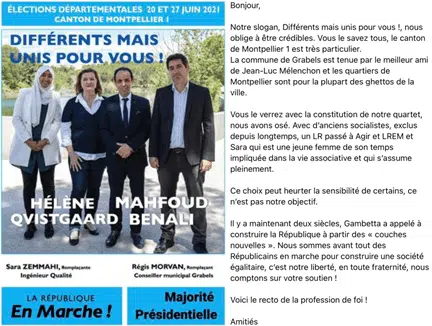 ÉLECTIONS DÉPARTEMENTALES 20 ET 27 JUIN 2021
CANTON DE MONTPELLIER 1
DIFFÉRENTS MAIS
UNIS POUR VOUS !
HÉLÈNE
QVISTGAARD
MAHFOUD
BENALI
Sara ZEMMAHI, Remplaçante
Ingénieur Qualité
Régis MORVAN, Remplaçant
Conseiller municipal Grabels
LA RÉPUBLIQUE
En Marche !
Majorité
Présidentielle
Bonjour,
Notre slogan, Différents mais unis pour vous !, nous
oblige à être crédibles. Vous le savez tous, le canton
de Montpellier 1 est très particulier.
La commune de Grabels est tenue par le meilleur ami
de Jean-Luc Mélenchon et les quartiers de
Montpellier sont pour la plupart des ghettos de la
ville.
Vous le verrez avec la constitution de notre quartet,
nous avons osé. Avec d'anciens socialistes, exclus
depuis longtemps, un LR passé à Agir et LREM et
Sara qui est une jeune femme de son temps
impliquée dans la vie associative et qui s'assume
pleinement.
Ce choix peut heurter la sensibilité de certains, ce
n'est pas notre objectif.
Il y a maintenant deux siècles, Gambetta a appelé à
construire la République à partir des « couches
nouvelles ». Nous sommes avant tout des
Républicains en marche pour construire une société
égalitaire, c'est notre liberté, en toute fraternité, nous
comptons sur votre soutien !
Voici le recto de la profession de foi !
Amitiés